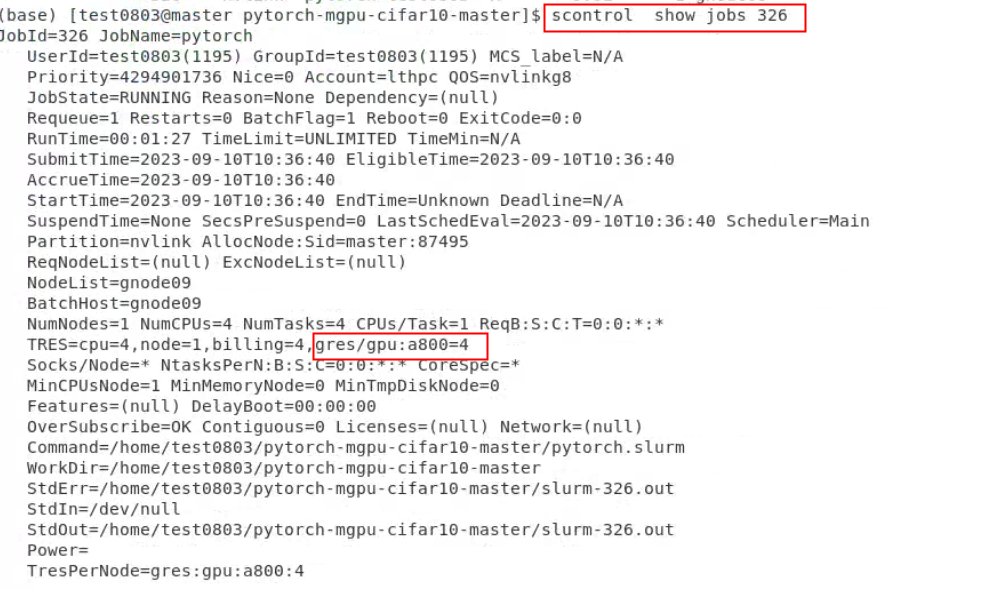 (base) [test0803@master pytorch-mgpu-cifar10-master]$ scontrol  show jobs 326
JobId=326 JobName=pytorch
UserId=test0803(1195) GroupId=test0803(1195) MCS_label=N/A
Priority=4294901736 Nice=0 Account=lthpc QOS=nvlinkg8
JobState=RUNNING Reason=None Dependency=(null)
Requeue=1 Restarts=0 BatchFlag=1 Reboot=0 ExitCode=0:0
RunTime=00:01:27 TimeLimit=UNLIMITED TimeMin=N/A
SubmitTime=2023-09-10T10:36:40 EligibleTime=2023-09-10T10:36:40
AccrueTime=2023-09-10T10:36:40
StartTime=2023-09-10T10:36:40 EndTime=Unknown Deadline=N/A
SuspendTime=None SecsPreSuspend=0 LastSchedEval=2023-09-10T10:36:40 Scheduler=Main
Partition=nvlink AllocNode:Sid=master:87495
ReqNodeList=(null) ExcNodeList=(null)
NodeList=gnode09
BatchHost=gnode09
NumNodes=1 NumCPUs=4 NumTasks=4 CPUs/Task=1 ReqB:S:C:T=0:0:*:*
TRES=cpu=4,node=1,billing=4,gres/gpu:a800=4
Socks/Node=* NtasksPerN:B:S:C=0:0:*:* CoreSpec=*
MinCPUsNode=1 MinMemoryNode=0 MinTmpDiskNode=0
Features=(null) DelayBoot=00:00:00
OverSubscribe=OK Contiguous=0 Licenses=(null) Network=(null)
Command=/home/test0803/pytorch-mgpu-cifar10-master/pytorch.slurm
WorkDir=/home/test0803/pytorch-mgpu-cifar10-master
StdErr=/home/test0803/pytorch-mgpu-cifar10-master/slurm-326.out
StdIn=/dev/null
StdOut=/home/test0803/pytorch-mgpu-cifar10-master/slurm-326.out
Power=
TresPerNode=gres:gpu:a800:4